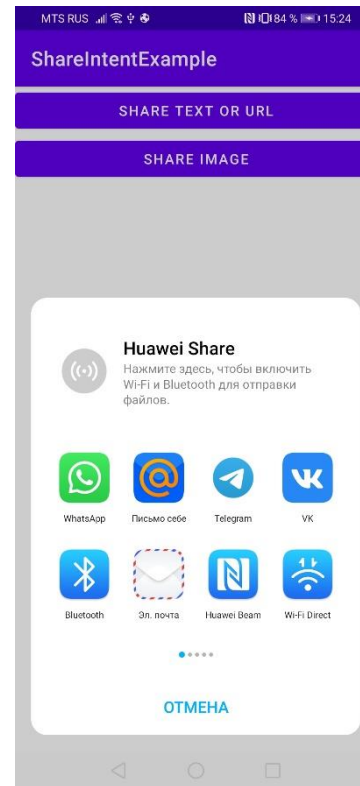 MTS RUS 84 % 15:24
ShareIntentExample
SHARE TEXT OR URL
SHARE IMAGE
Huawei Share
Нажмите здесь, чтобы включить
Wi-Fi и Bluetooth для отправки
файлов.
WhatsApp Письмо себе Telegram VK
Bluetooth Эл. почта Huawei Beam Wi-Fi Direct
ОТМЕНА